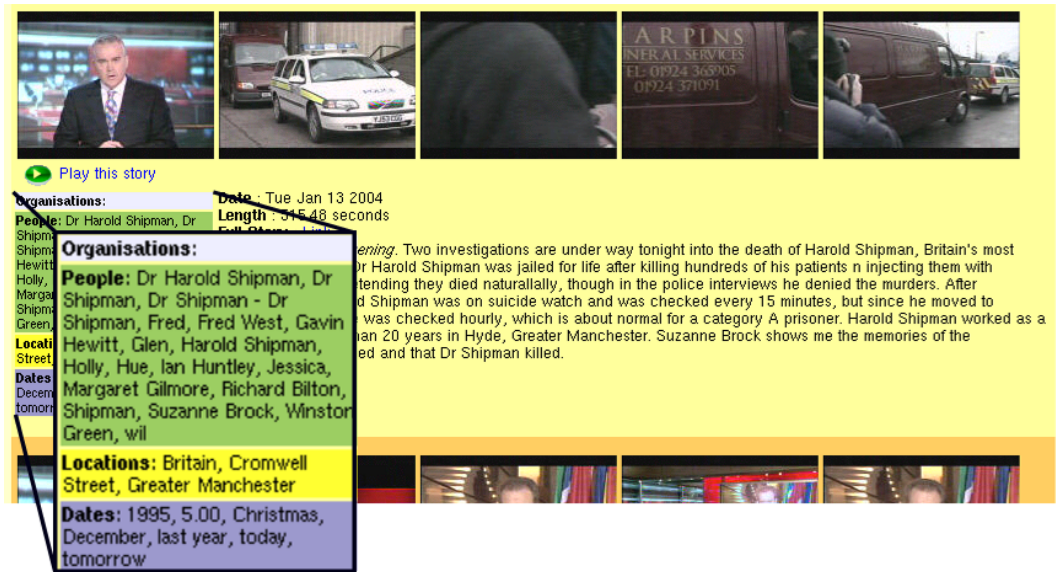 POLICE
YJ53 CGG
ARPINS
NERAL SERVICES
EL: 01924 365905
01924 371091
Play this story
Organisations:
People: Dr Harold Shipman, Dr
Date : Tue Jan 13 2004
Length : 315.48 seconds
ening. Two investigations are under way tonight into the death of Harold Shipman, Britain's most
Dr Harold Shipman was jailed for life after killing hundreds of his patients n injecting them with
tending they died naturallally, though in the police interviews he denied the murders. After
d Shipman was on suicide watch and was checked every 15 minutes, but since he moved to
was checked hourly, which is about normal for a category A prisoner. Harold Shipman worked as a
an 20 years in Hyde, Greater Manchester. Suzanne Brock shows me the memories of the
ed and that Dr Shipman killed.
Organisations:
People: Dr Harold Shipman, Dr
Shipman, Dr Shipman - Dr
Shipman, Fred, Fred West, Gavin
Hewitt, Glen, Harold Shipman,
Holly, Hue, Ian Huntley, Jessica,
Margaret Gilmore, Richard Bilton,
Shipman, Suzanne Brock, Winston
Green, wil
Locations: Britain, Cromwell
Street, Greater Manchester
Dates: 1995, 5.00, Christmas,
December, last year, today,
tomorrow